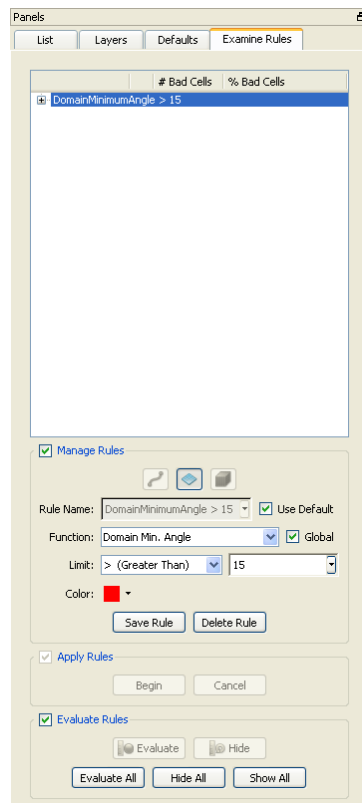 Panels
List Layers Defaults Examine Rules
# Bad Cells % Bad Cells
DomainMinimumAngle > 15
Manage Rules
Rule Name: DomainMinimumAngle > 15 Use Default
Function: Domain Min. Angle Global
Limit: > (Greater Than) 15
Color:
Save Rule Delete Rule
Apply Rules
Begin Cancel
Evaluate Rules
Evaluate Hide
Evaluate All Hide All Show All